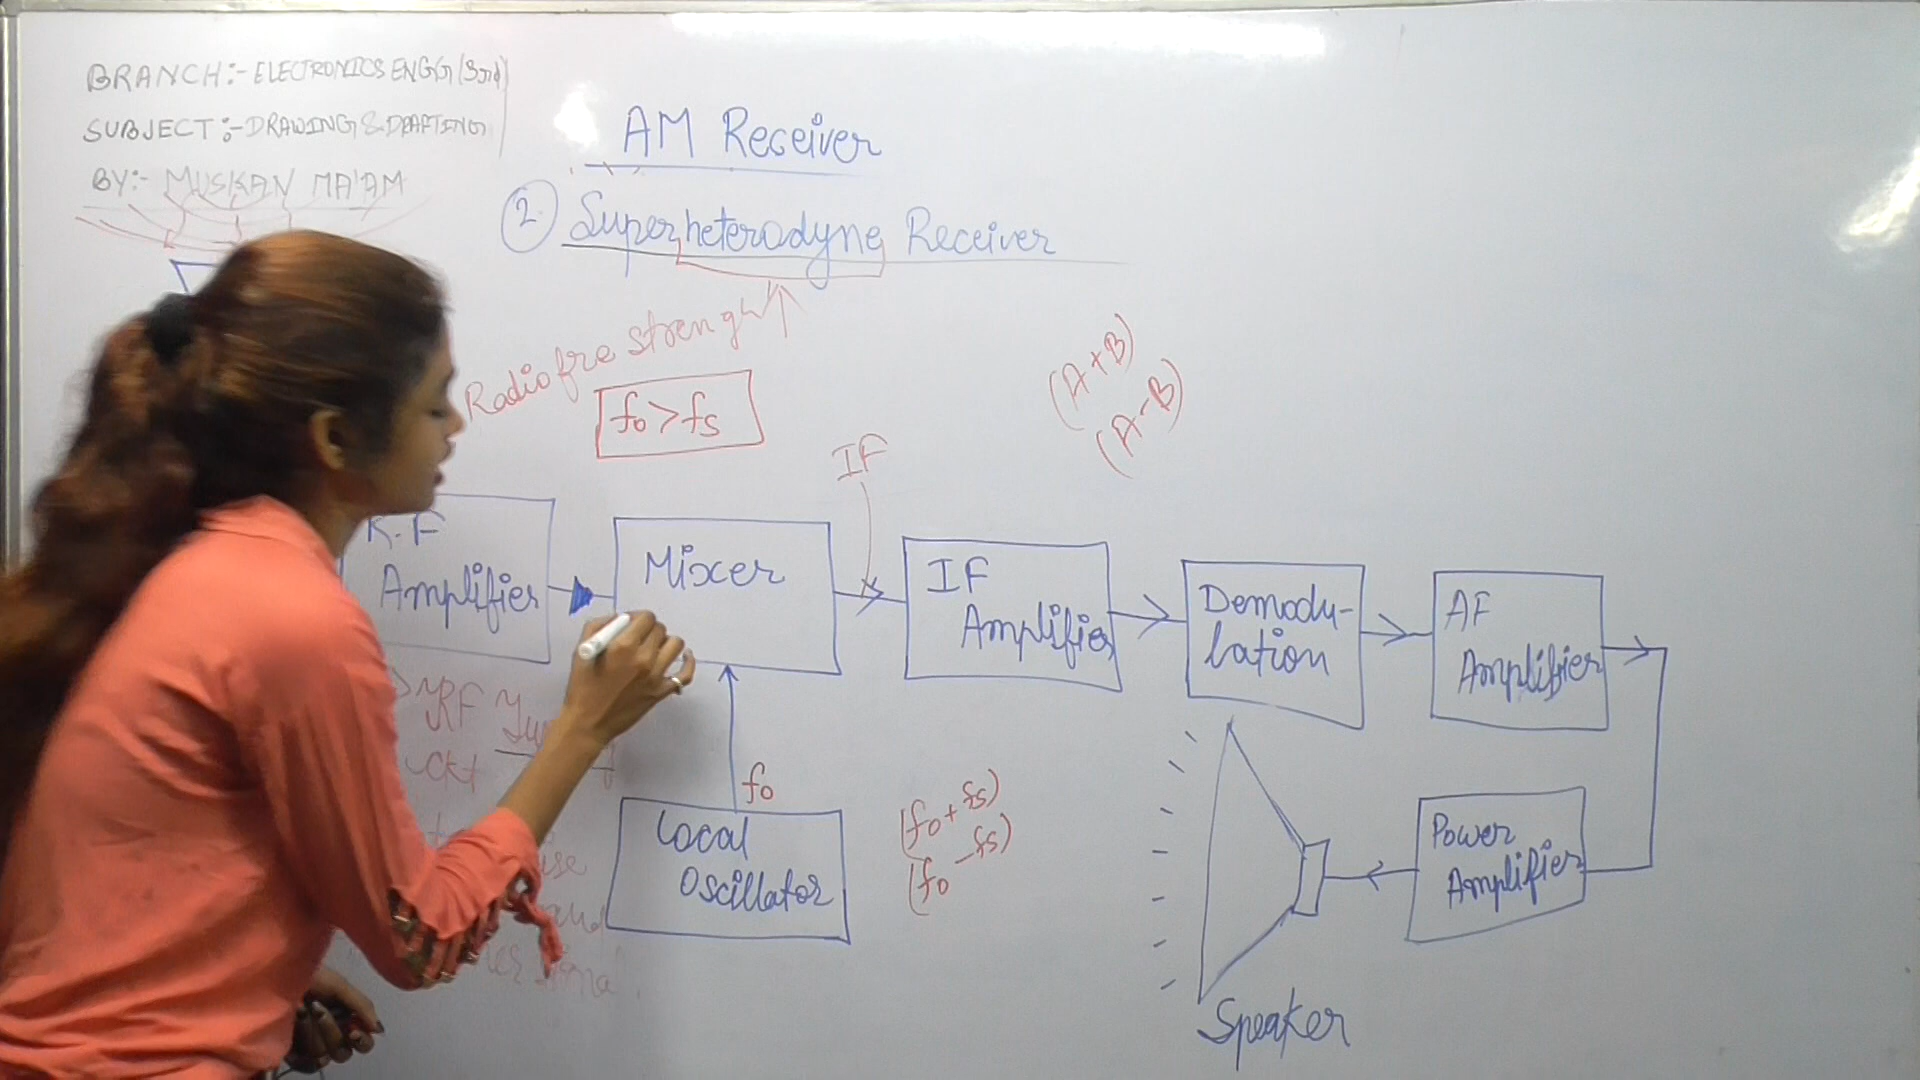 BRANCH:- ELECTRONICS ENGG (3rd)
SUBJECT:- DRAWING & DRAFTING
BY:- MUSKAN MA'AM
AM Receiver
2. Superheterodyne Receiver
Radio fre strenght
fo > fs
(A+B)
(A-B)
IF
R.F
Amplifier
Mixer
IF
Amplifier
Demodu-
lation
AF
Amplifier
RF
Ckt
use
fo
Local
Oscillator
(fo + fs)
(fo - fs)
Power
Amplifier
Speaker